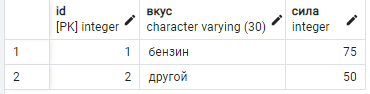 id вкус сила
[PK] integer character varying (30) integer
1 1 бензин 75
2 2 другой 50